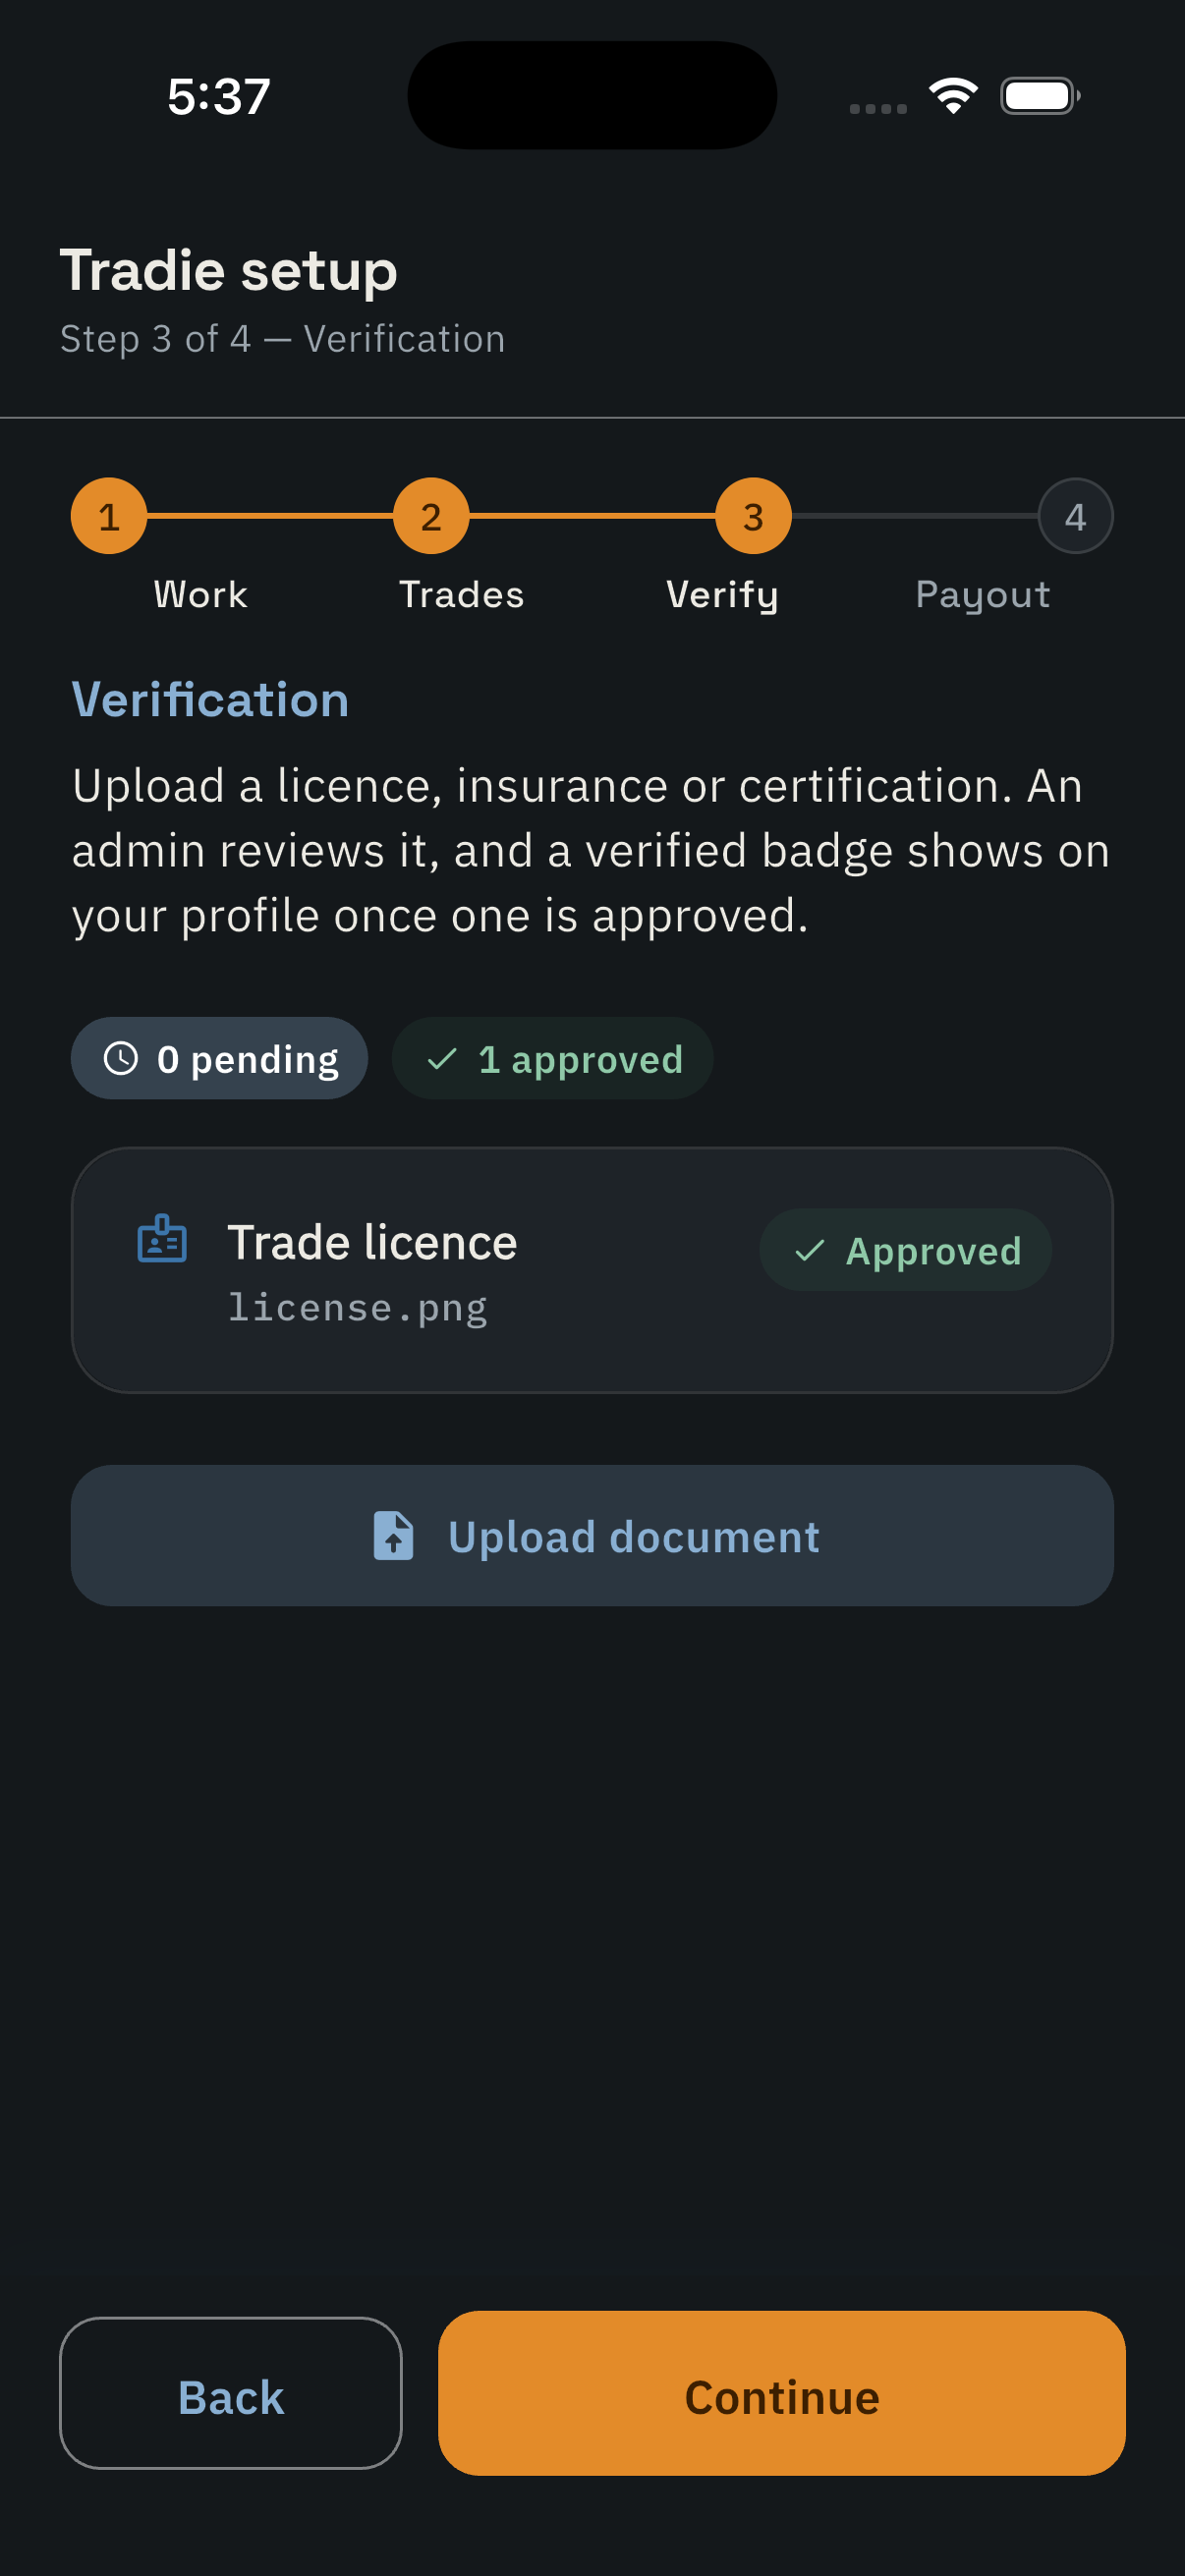 5:37
Tradie setup
Step 3 of 4 — Verification
1 2 3 4
Work Trades Verify Payout
Verification
Upload a licence, insurance or certification. An
admin reviews it, and a verified badge shows on
your profile once one is approved.
0 pending 1 approved
Trade licence Approved
license.png
Upload document
Back Continue